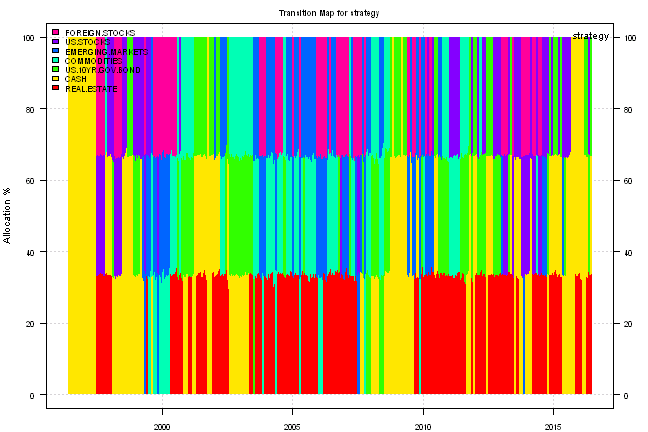 Transition Map for strategy
strategy
FOREIGN.STOCKS
US.STOCKS
EMERGING.MARKETS
COMMODITIES
US.10YR.GOV.BOND
CASH
REAL.ESTATE
Allocation %
100 100
80 80
60 60
40 40
20 20
0 0
2000 2005 2010 2015